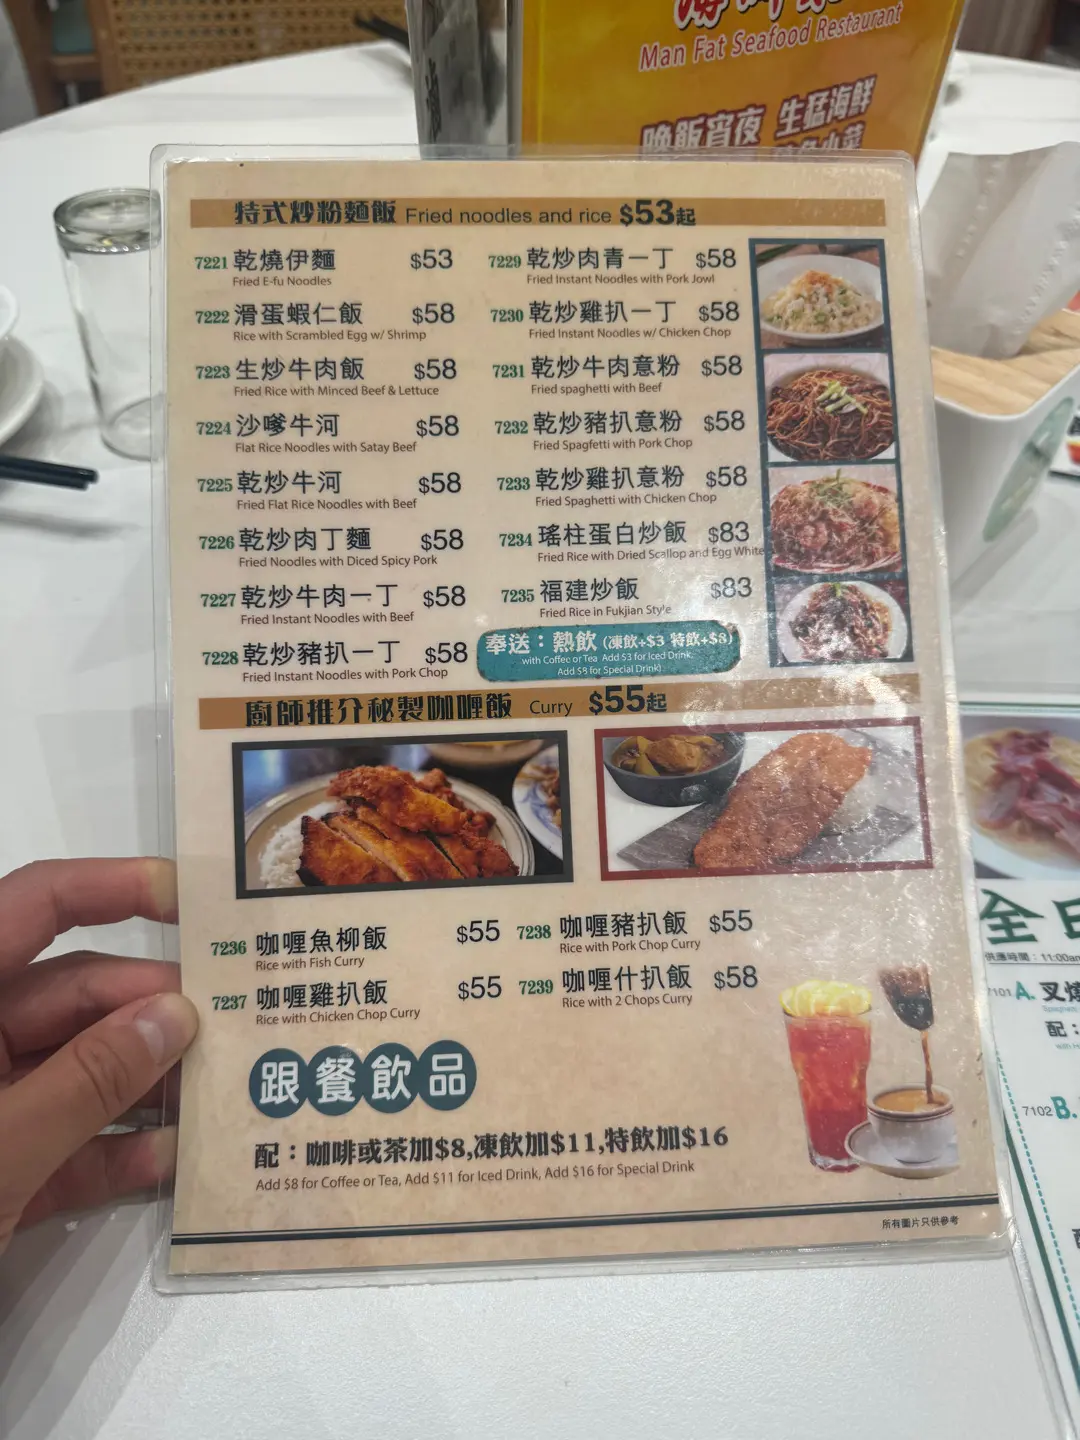 Man Fat Seafood Restaurant
晚飯宵夜 生猛海鮮
特式炒粉麵飯 Fried noodles and rice $53起
7221 乾燒伊麵 $53
Fried E-fu Noodles
7222 滑蛋蝦仁飯 $58
Rice with Scrambled Egg w/ Shrimp
7223 生炒牛肉飯 $58
Fried Rice with Minced Beef & Lettuce
7224 沙嗲牛河 $58
Flat Rice Noodles with Satay Beef
7225 乾炒牛河 $58
Fried Flat Rice Noodles with Beef
7226 乾炒肉丁麵 $58
Fried Noodles with Diced Spicy Pork
7227 乾炒牛肉一丁 $58
Fried Instant Noodles with Beef
7228 乾炒豬扒一丁 $58
Fried Instant Noodles with Pork Chop
7229 乾炒肉青一丁 $58
Fried Instant Noodles with Pork Jowl
7230 乾炒雞扒一丁 $58
Fried Instant Noodles w/ Chicken Chop
7231 乾炒牛肉意粉 $58
Fried spaghetti with Beef
7232 乾炒豬扒意粉 $58
Fried Spagfetti with Pork Chop
7233 乾炒雞扒意粉 $58
Fried Spaghetti with Chicken Chop
7234 瑤柱蛋白炒飯 $83
Fried Rice with Dried Scallop and Egg White
7235 福建炒飯 $83
Fried Rice in Fukjian Style
奉送：熱飲 (凍飲+$3 特飲+$8)
with Coffee or Tea Add $3 for Iced Drink,
Add $8 for Special Drink)
廚師推介秘製咖喱飯 Curry $55起
7236 咖喱魚柳飯 $55
Rice with Fish Curry
7237 咖喱雞扒飯 $55
Rice with Chicken Chop Curry
7238 咖喱豬扒飯 $55
Rice with Pork Chop Curry
7239 咖喱什扒飯 $58
Rice with 2 Chops Curry
跟餐飲品
配：咖啡或茶加$8,凍飲加$11,特飲加$16
Add $8 for Coffee or Tea, Add $11 for Iced Drink, Add $16 for Special Drink
所有圖片只供參考
全日
供應時間：11:00am
7101 A. 叉燒
配：
7102 B.